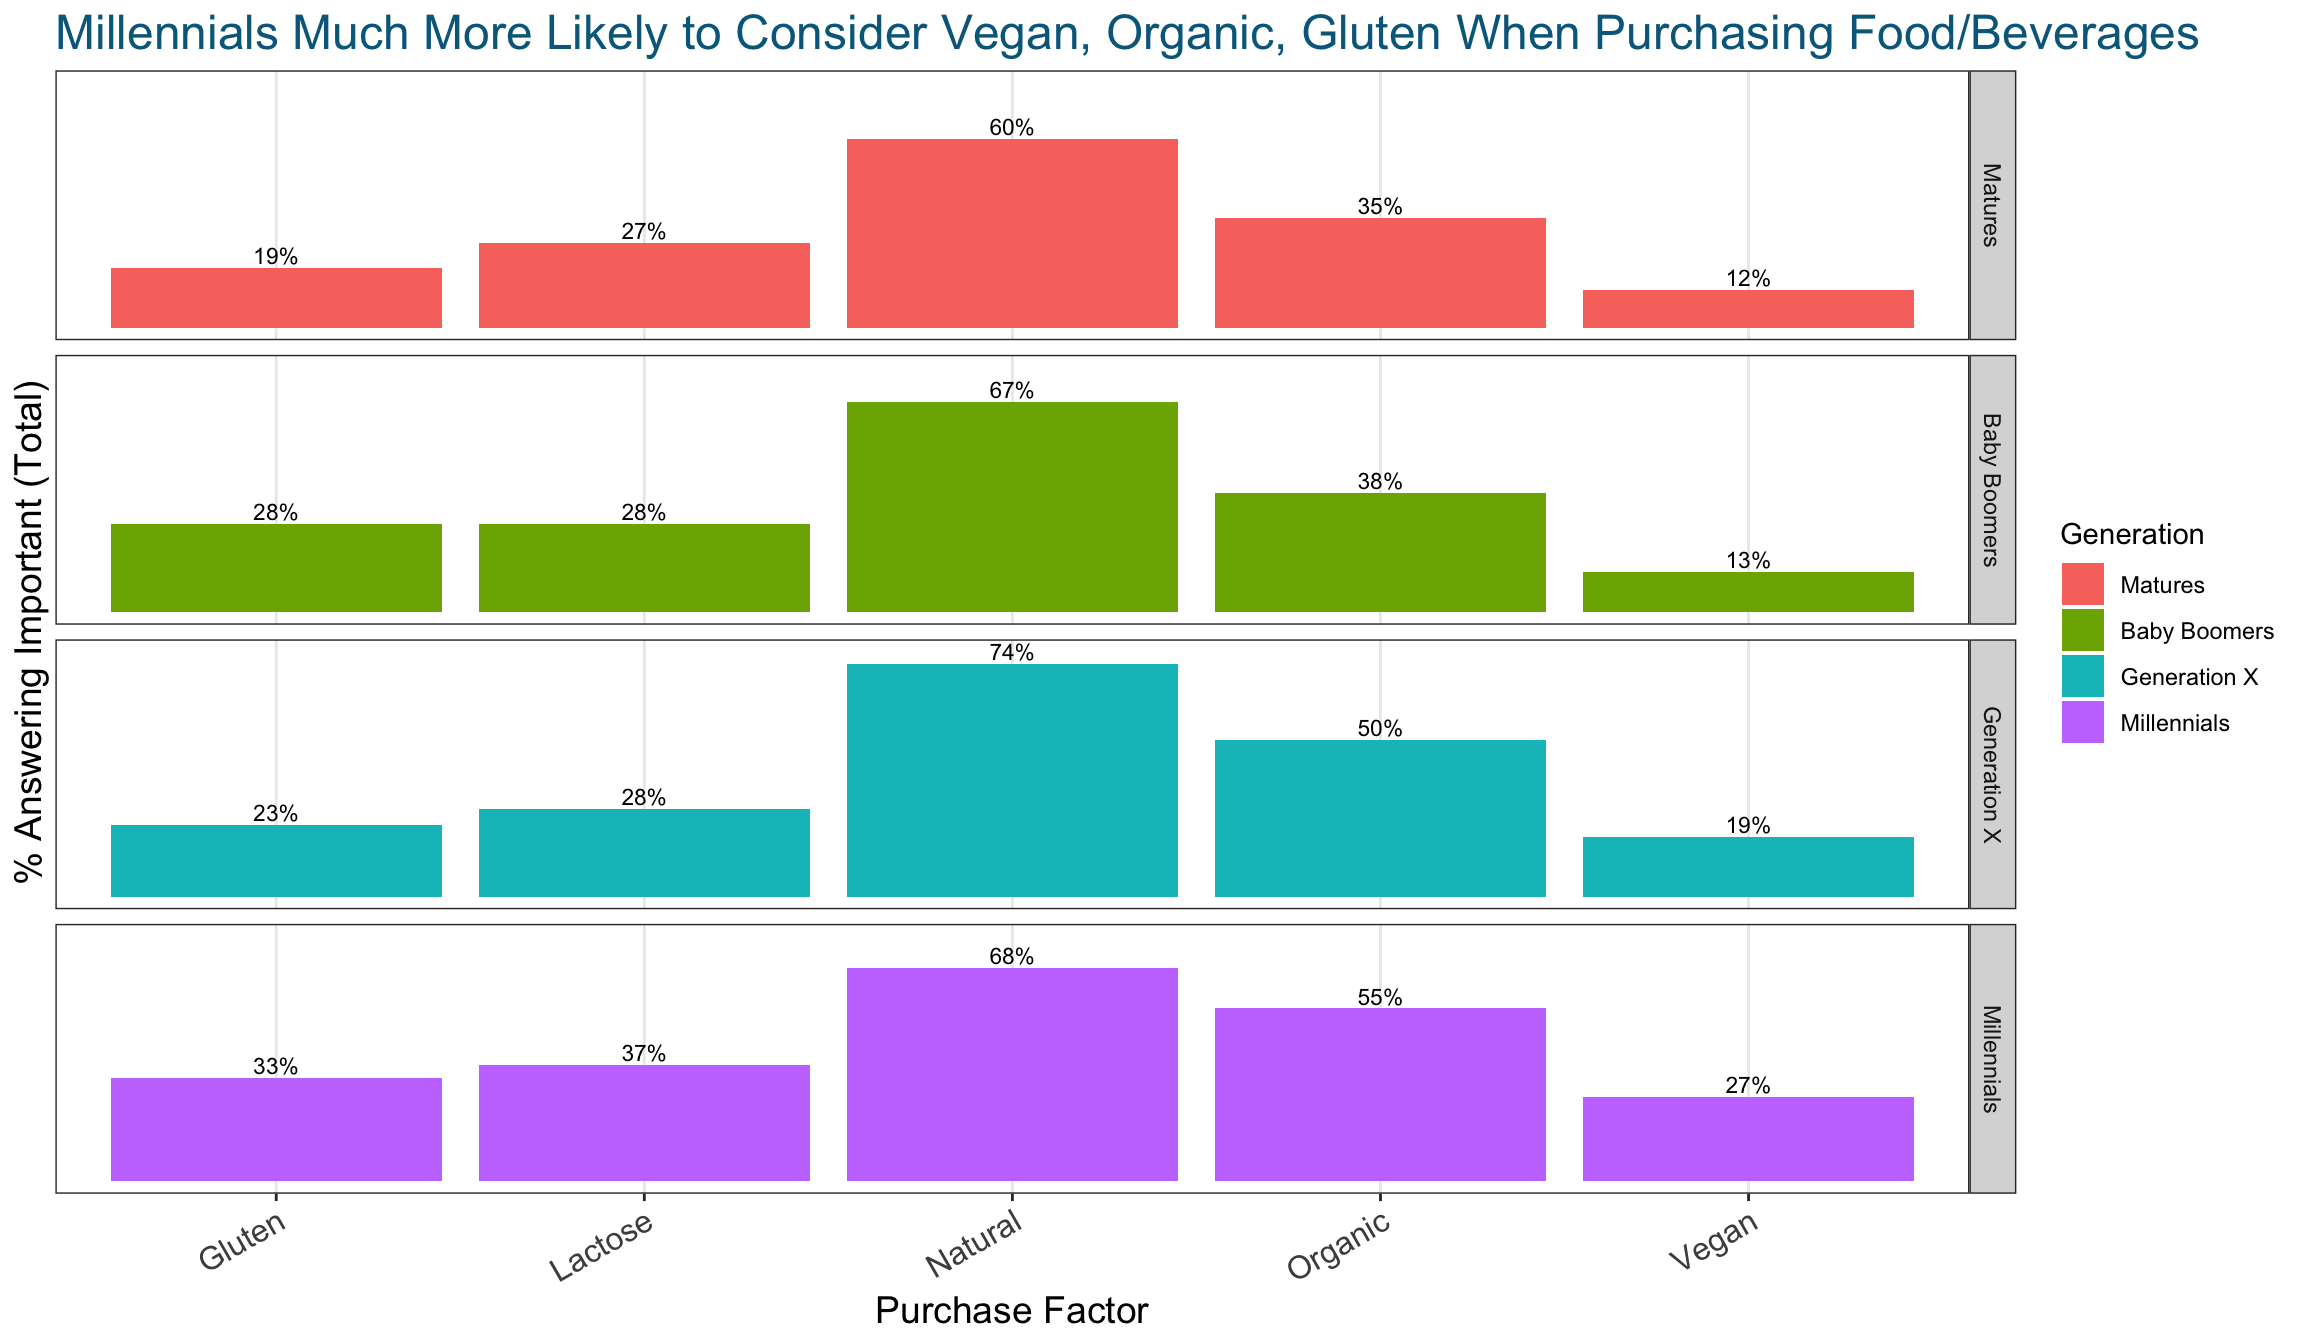 Millennials Much More Likely to Consider Vegan, Organic, Gluten When Purchasing Food/Beverages
% Answering Important (Total)
19%
27%
60%
35%
12%
Matures
28%
28%
67%
38%
13%
Baby Boomers
23%
28%
74%
50%
19%
Generation X
33%
37%
68%
55%
27%
Millennials
Gluten
Lactose
Natural
Organic
Vegan
Purchase Factor
Generation
Matures
Baby Boomers
Generation X
Millennials